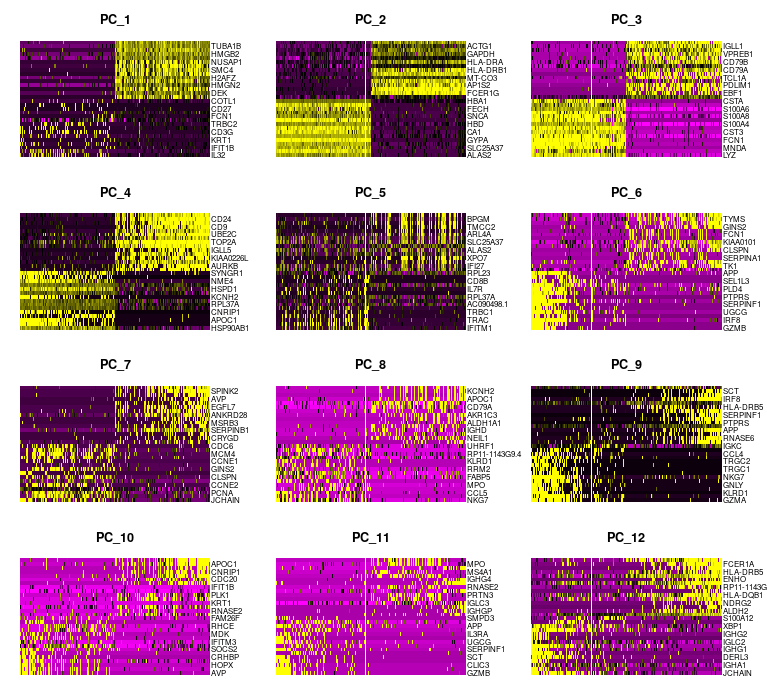 PC_1
TUBA1B
HMGB2
NUSAP1
SMC4
H2AFZ
HMGN2
DEK
COTL1
CD27
FCN1
TRBC2
CD3G
KRT1
IFIT1B
IL32
PC_2
ACTG1
GAPDH
HLA-DRA
HLA-DRB1
MT-CO3
AP1S2
FCER1G
HBA1
FECH
SNCA
HBD
CA1
GYPA
SLC25A37
ALAS2
PC_3
IGLL1
VPREB1
CD79B
CD79A
TCL1A
PDLIM1
EBF1
CSTA
S100A6
S100A8
S100A4
CST3
FCN1
MNDA
LYZ
PC_4
CD24
CD9
UBE2C
TOP2A
IGLL5
KIAA0226L
AURKB
SYNGR1
NME4
HSPD1
KCNH2
RPL37A
CNRIP1
APOC1
HSP90AB1
PC_5
BPGM
TMCC2
ARL4A
SLC25A37
ALAS2
XPO7
IFI27
RPL23
CD8B
IL7R
RPL37A
AC090498.1
TRBC1
TRAC
IFITM1
PC_6
TYMS
GINS2
FCN1
KIAA0101
CLSPN
SERPINA1
TK1
APP
SEL1L3
PLD4
PTPRS
SERPINF1
UGCG
IRF8
GZMB
PC_7
SPINK2
AVP
EGFL7
ANKRD28
MSRB3
SERPINB1
CRYGD
CDC6
MCM4
CCNE1
GINS2
CLSPN
CCNE2
PCNA
JCHAIN
PC_8
KCNH2
APOC1
CD79A
AKR1C3
ALDH1A1
IGHD
NEIL1
UHRF1
RP11-1143G9.4
KLRD1
RRM2
FABP5
MPO
CCL5
NKG7
PC_9
SCT
IRF8
HLA-DRB5
SERPINF1
PTPRS
APP
RNASE6
IGKC
CCL4
TRGC2
TRGC1
NKG7
GNLY
KLRD1
GZMA
PC_10
APOC1
CNRIP1
CDC20
IFIT1B
PLK1
KRT1
RNASE2
FAM26F
RHCE
MDK
IFITM3
SOCS2
CRHBP
HOPX
AVP
PC_11
MPO
MS4A1
IGHG4
RNASE2
PRTN3
IGLC3
IGHGP
SMPD3
APP
IL3RA
UGCG
SERPINF1
SCT
CLIC3
GZMB
PC_12
FCER1A
HLA-DRB5
ENHO
RP11-1143G
HLA-DQB1
NDRG2
ALDH2
S100A12
XBP1
IGHG2
IGLC2
IGHG1
DERL3
IGHA1
JCHAIN